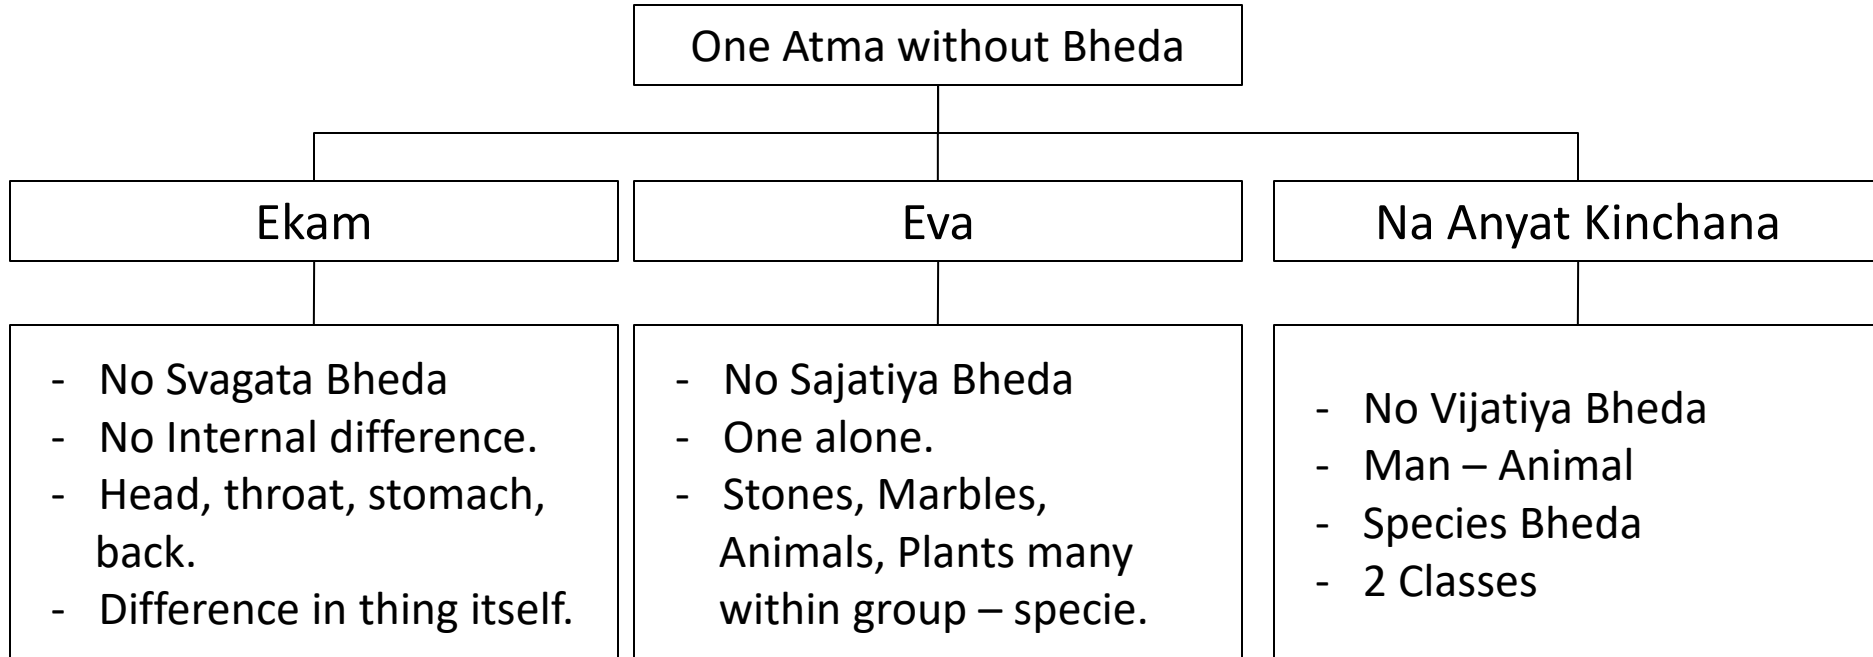 One Atma without Bheda
Ekam
Eva
Na Anyat Kinchana
- No Svagata Bheda
- No Internal difference.
- Head, throat, stomach,
back.
- Difference in thing itself.
- No Sajatiya Bheda
- One alone.
- Stones, Marbles,
Animals, Plants many
within group – specie.
- No Vijatiya Bheda
- Man – Animal
- Species Bheda
- 2 Classes